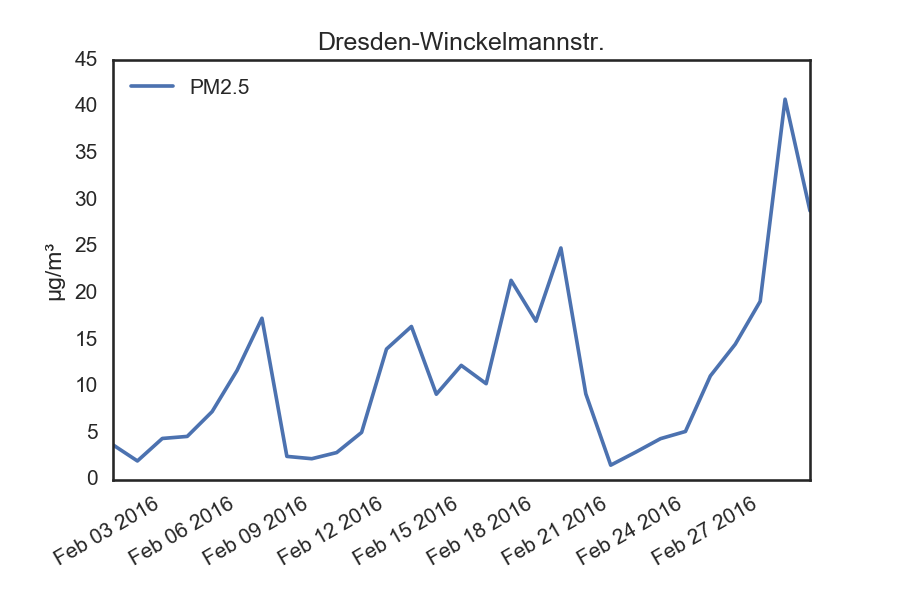 Dresden-Winckelmannstr.
PM2.5
µg/m³
45
40
35
30
25
20
15
10
5
0
Feb 03 2016
Feb 06 2016
Feb 09 2016
Feb 12 2016
Feb 15 2016
Feb 18 2016
Feb 21 2016
Feb 24 2016
Feb 27 2016